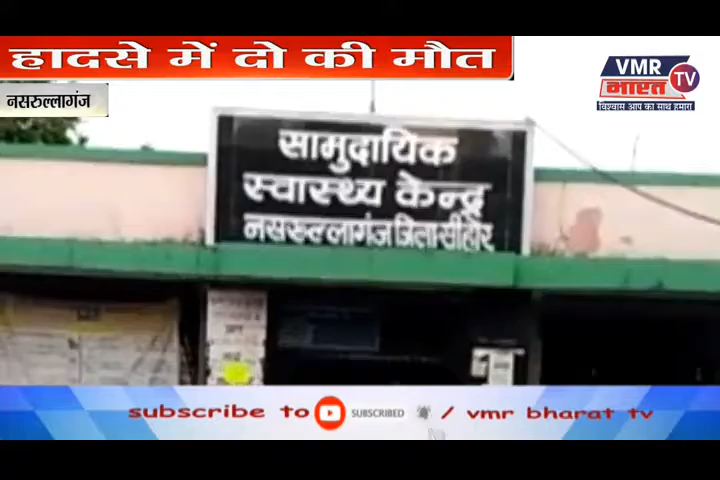 हादसे में दो की मौत
नसरुल्लागंज
VMR
TV
भारत
विश्वास आप का साथ हमारा
सामुदायिक
स्वास्थ्य केन्द्र
नसरुल्लागंज जिला सीहोर
subscribe to SUBSCRIBED / vmr bharat tv